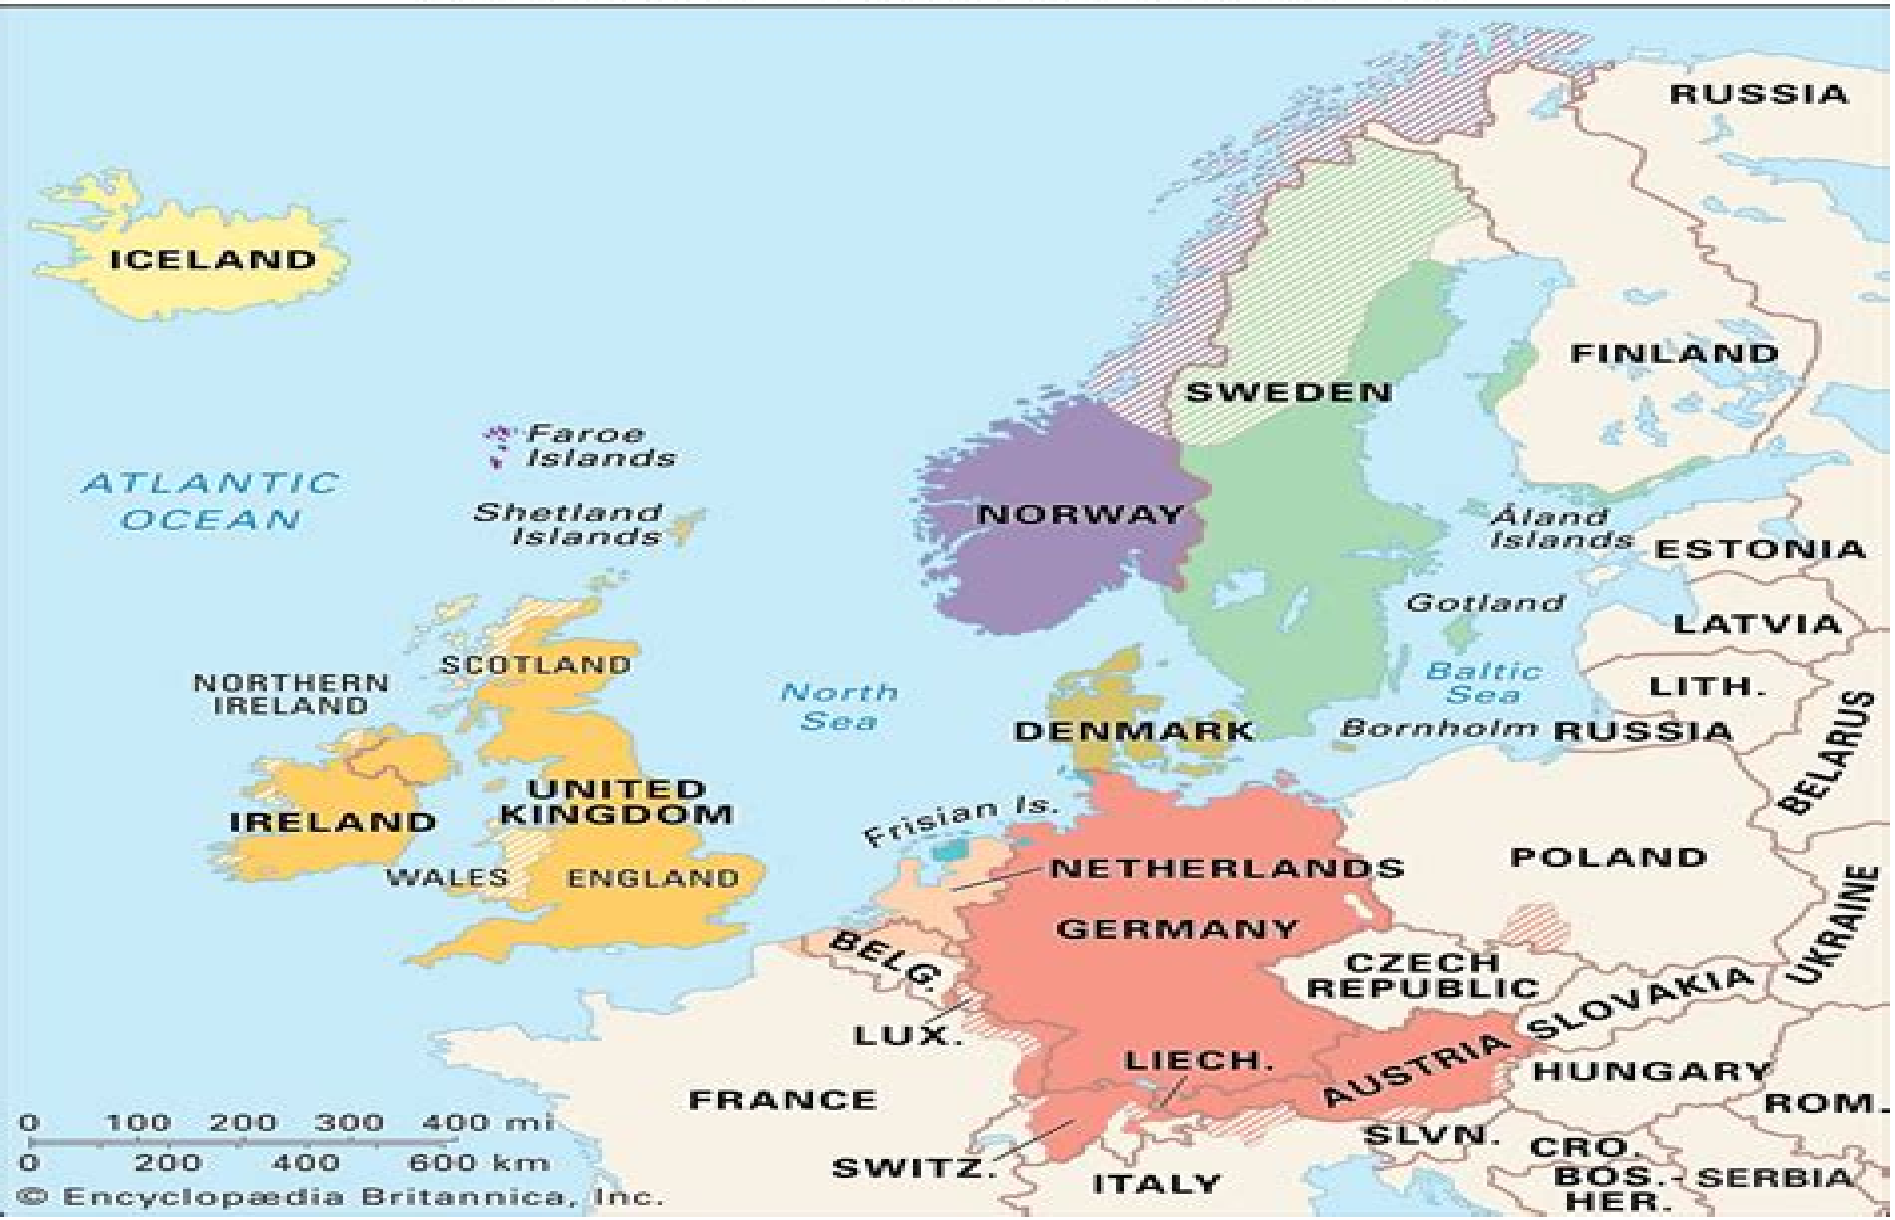 RUSSIA
ICELAND
FINLAND
SWEDEN
Faroe
Islands
ATLANTIC
OCEAN
Shetland
Islands
NORWAY
Åland
Islands
ESTONIA
Gotland
LATVIA
SCOTLAND
NORTHERN
IRELAND
North
Sea
Baltic
Sea
LITH.
DENMARK
Bornholm
RUSSIA
BELARUS
UNITED
KINGDOM
IRELAND
Frisian Is.
WALES
ENGLAND
NETHERLANDS
POLAND
GERMANY
UKRAINE
BELG.
CZECH
REPUBLIC
SLOVAKIA
LUX.
LIECH.
AUSTRIA
HUNGARY
FRANCE
ROM.
SWITZ.
ITALY
SLVN.
CRO.
BOS.-
HER.
SERBIA
0 100 200 300 400 mi
0 200 400 600 km
© Encyclopædia Britannica, Inc.